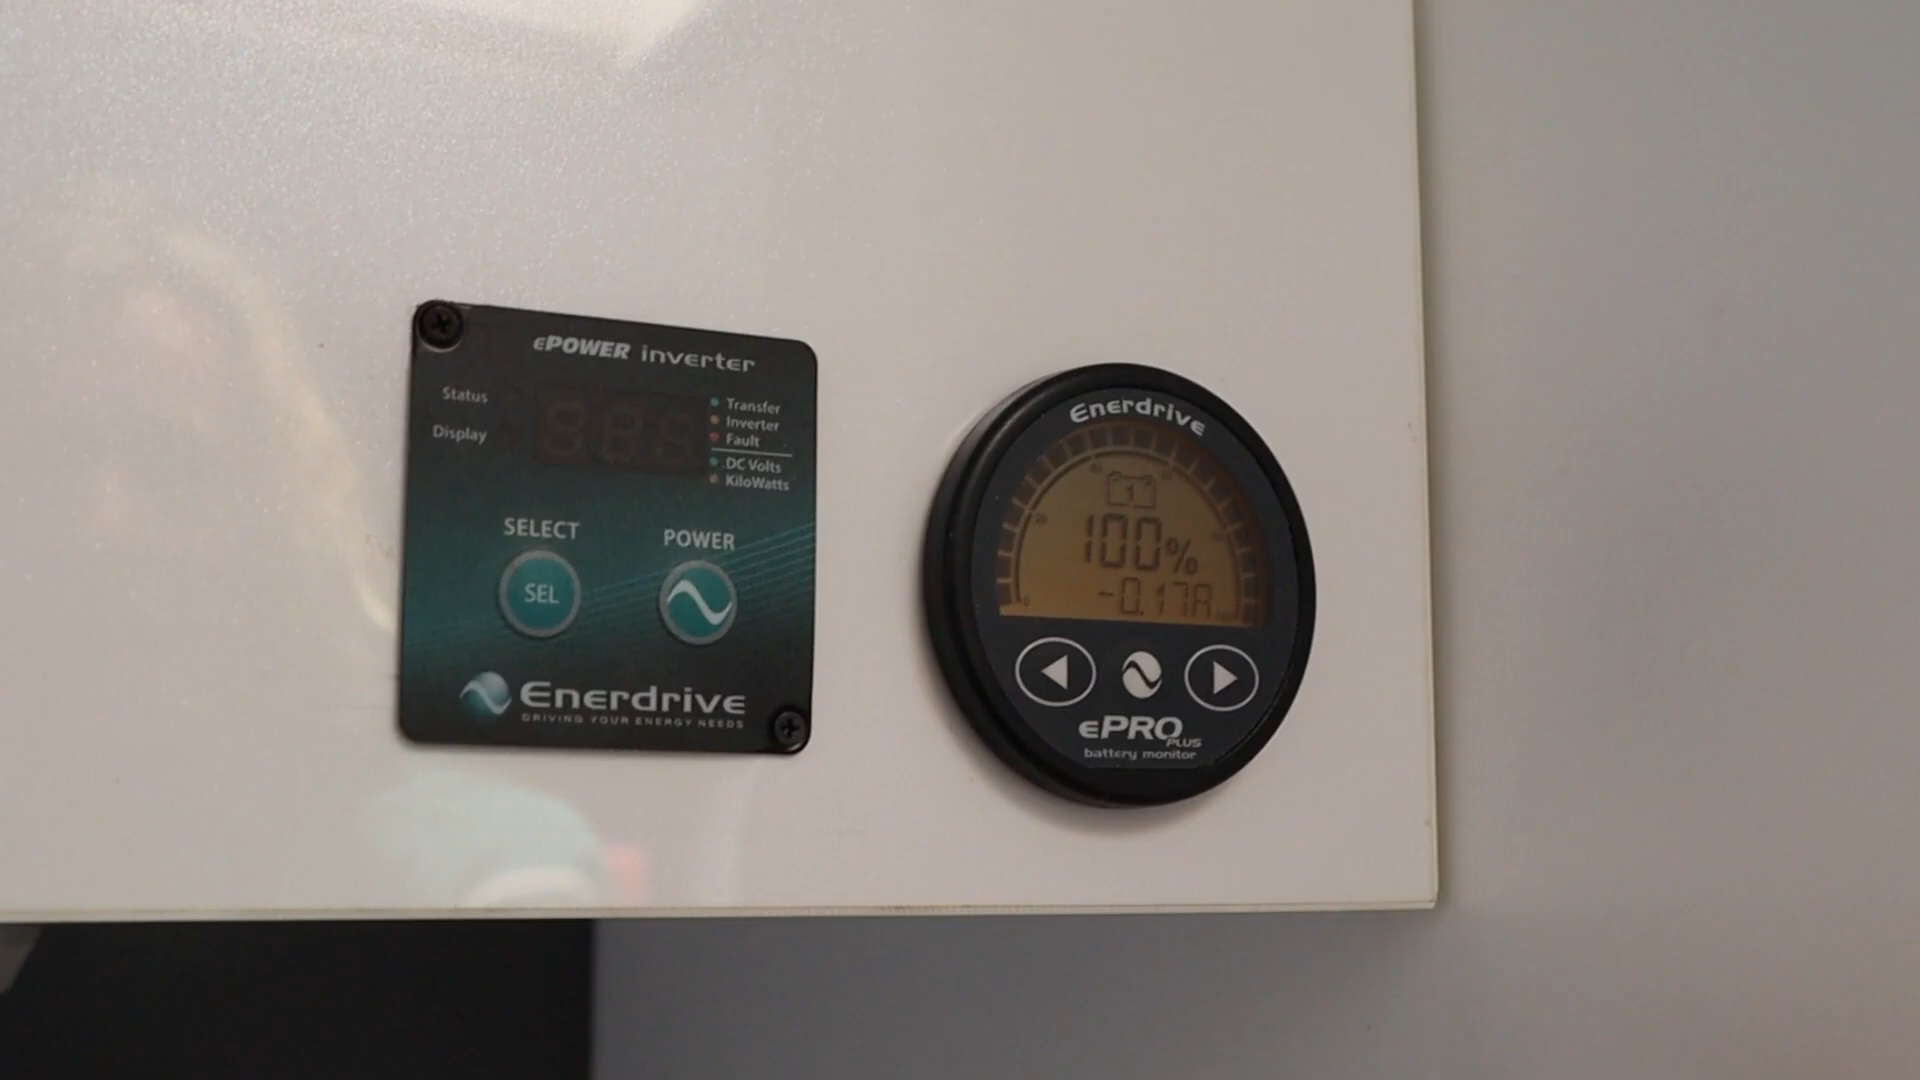 ePOWER inverter
Status
Display
Transfer
Inverter
Fault
DC Volts
KiloWatts
SELECT
POWER
SEL
Enerdrive
DRIVING YOUR ENERGY NEEDS
Enerdrive
1
100%
-0.17A
ePRO
PLUS
battery monitor